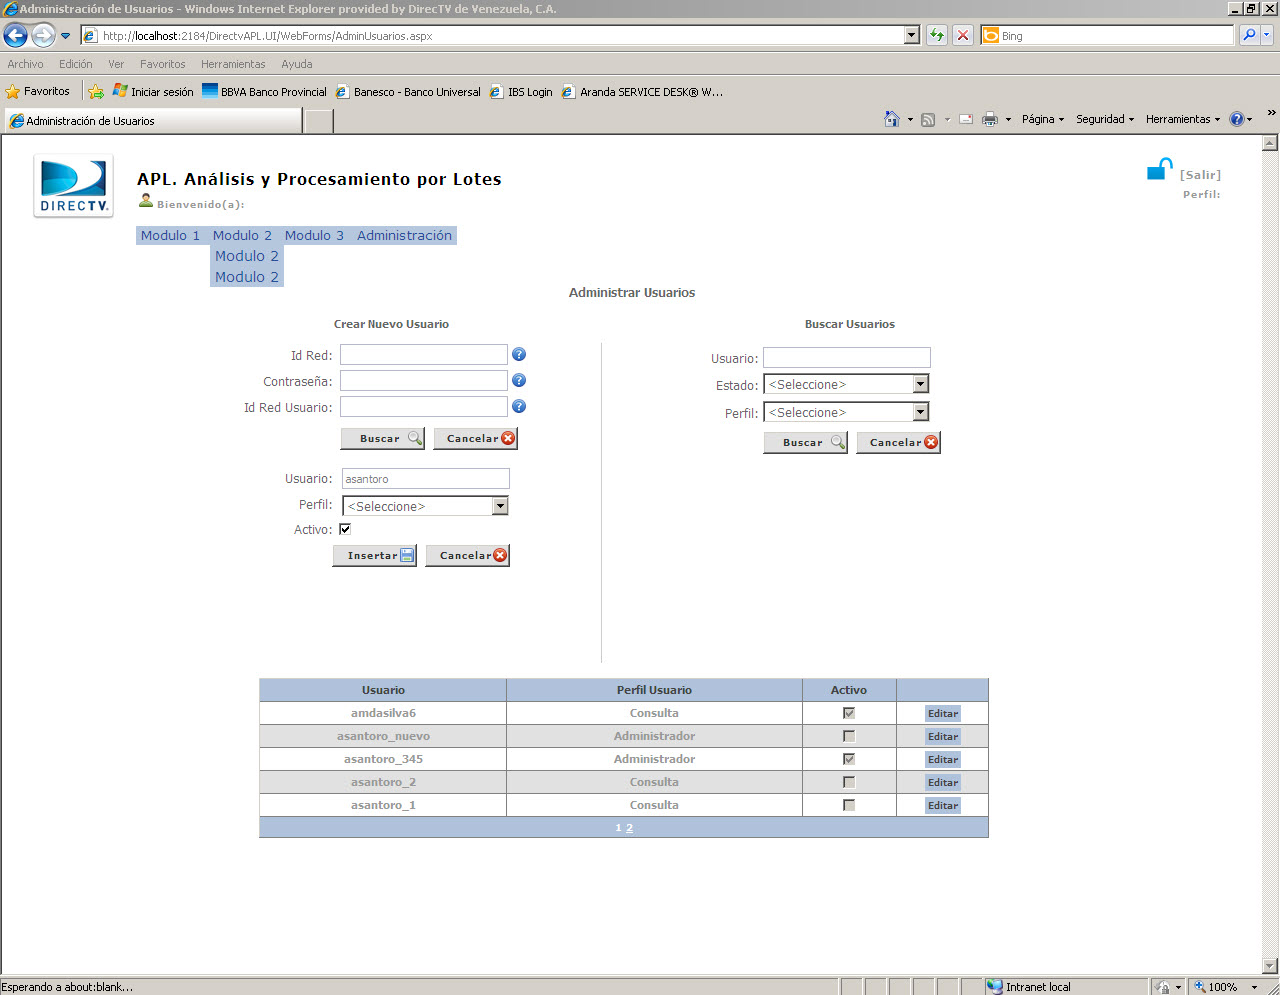 Administración de Usuarios - Windows Internet Explorer provided by DirecTV de Venezuela, C.A.
http://localhost:2184/DirectvAPL.UI/WebForms/AdminUsuarios.aspx
Bing
Archivo Edición Ver Favoritos Herramientas Ayuda
Favoritos Iniciar sesión BBVA Banco Provincial Banesco - Banco Universal IBS Login Aranda SERVICE DESK® W...
Administración de Usuarios
Página Seguridad Herramientas
DIRECTV.
APL. Análisis y Procesamiento por Lotes
Bienvenido(a):
[Salir]
Perfil:
Modulo 1 Modulo 2 Modulo 3 Administración
Modulo 2
Modulo 2
Administrar Usuarios
Crear Nuevo Usuario
Id Red:
Contraseña:
Id Red Usuario:
Buscar Cancelar
Usuario: asantoro
Perfil: <Seleccione>
Activo:
Insertar Cancelar
Buscar Usuarios
Usuario:
Estado: <Seleccione>
Perfil: <Seleccione>
Buscar Cancelar
Usuario Perfil Usuario Activo
amdasilva6 Consulta Editar
asantoro_nuevo Administrador Editar
asantoro_345 Administrador Editar
asantoro_2 Consulta Editar
asantoro_1 Consulta Editar
1 2
Esperando a about:blank...
Intranet local
100%